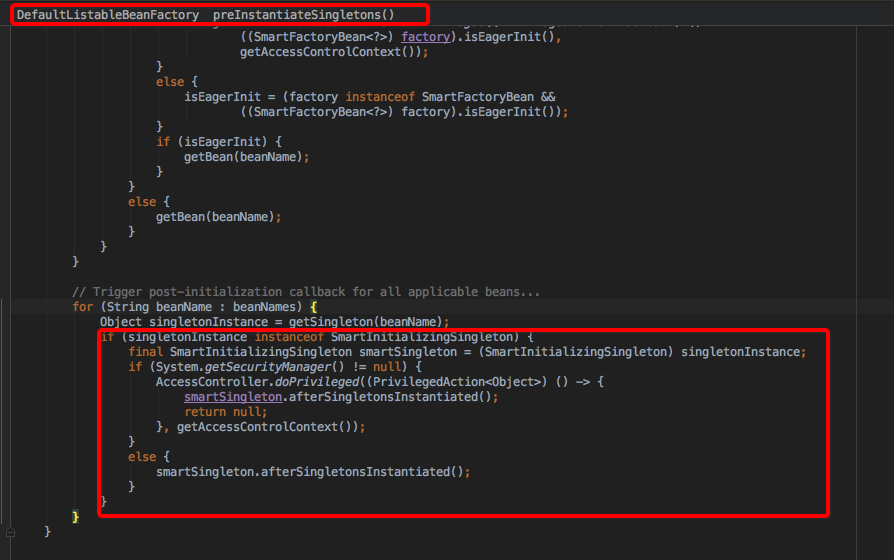 DefaultListableBeanFactory preInstantiateSingletons()
((SmartFactoryBean<?>) factory).isEagerInit(),
getAccessControlContext());
}
else {
isEagerInit = (factory instanceof SmartFactoryBean &&
((SmartFactoryBean<?>) factory).isEagerInit());
}
if (isEagerInit) {
getBean(beanName);
}
}
else {
getBean(beanName);
}
}
}
// Trigger post-initialization callback for all applicable beans...
for (String beanName : beanNames) {
Object singletonInstance = getSingleton(beanName);
if (singletonInstance instanceof SmartInitializingSingleton) {
final SmartInitializingSingleton smartSingleton = (SmartInitializingSingleton) singletonInstance;
if (System.getSecurityManager() != null) {
AccessController.doPrivileged((PrivilegedAction<Object>) () -> {
smartSingleton.afterSingletonsInstantiated();
return null;
}, getAccessControlContext());
}
else {
smartSingleton.afterSingletonsInstantiated();
}
}
}
}